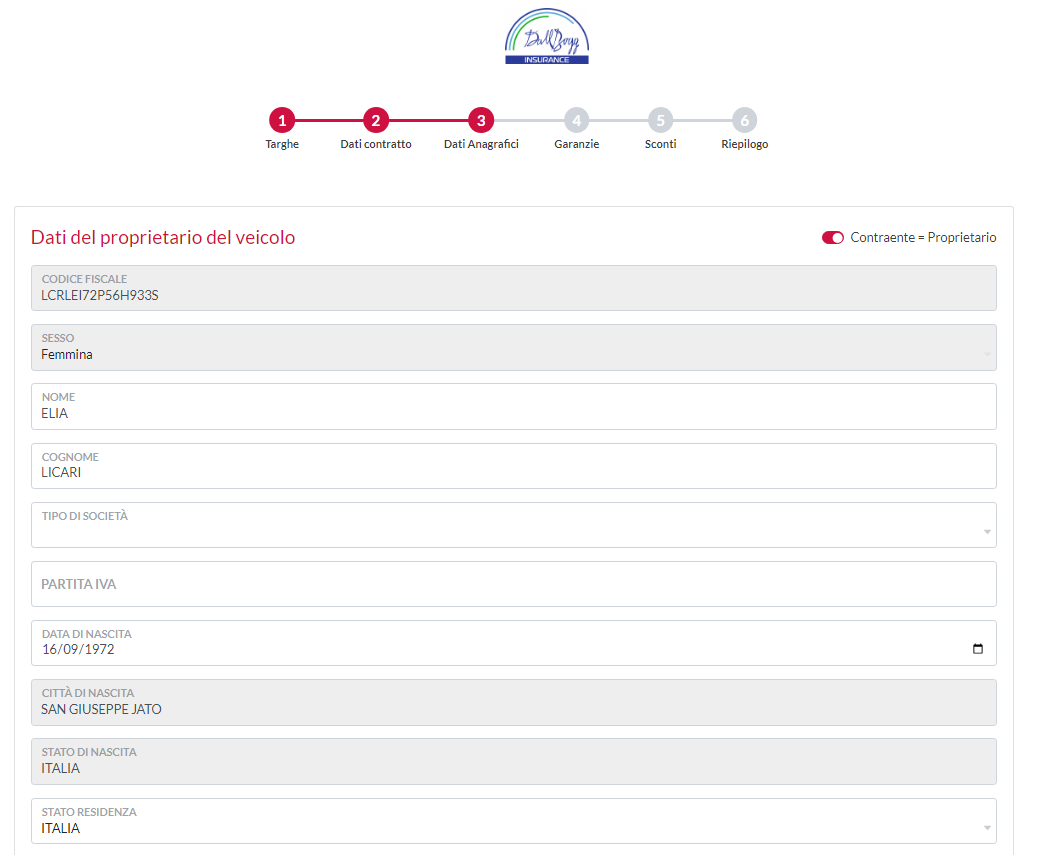 DallBogg
INSURANCE
1 2 3 4 5 6
Targhe Dati contratto Dati Anagrafici Garanzie Sconti Riepilogo
Dati del proprietario del veicolo
Contraente = Proprietario
CODICE FISCALE
LCRLEI72P56H933S
SESSO
Femmina
NOME
ELIA
COGNOME
LICARI
TIPO DI SOCIETÀ
PARTITA IVA
DATA DI NASCITA
16/09/1972
CITTÀ DI NASCITA
SAN GIUSEPPE JATO
STATO DI NASCITA
ITALIA
STATO RESIDENZA
ITALIA